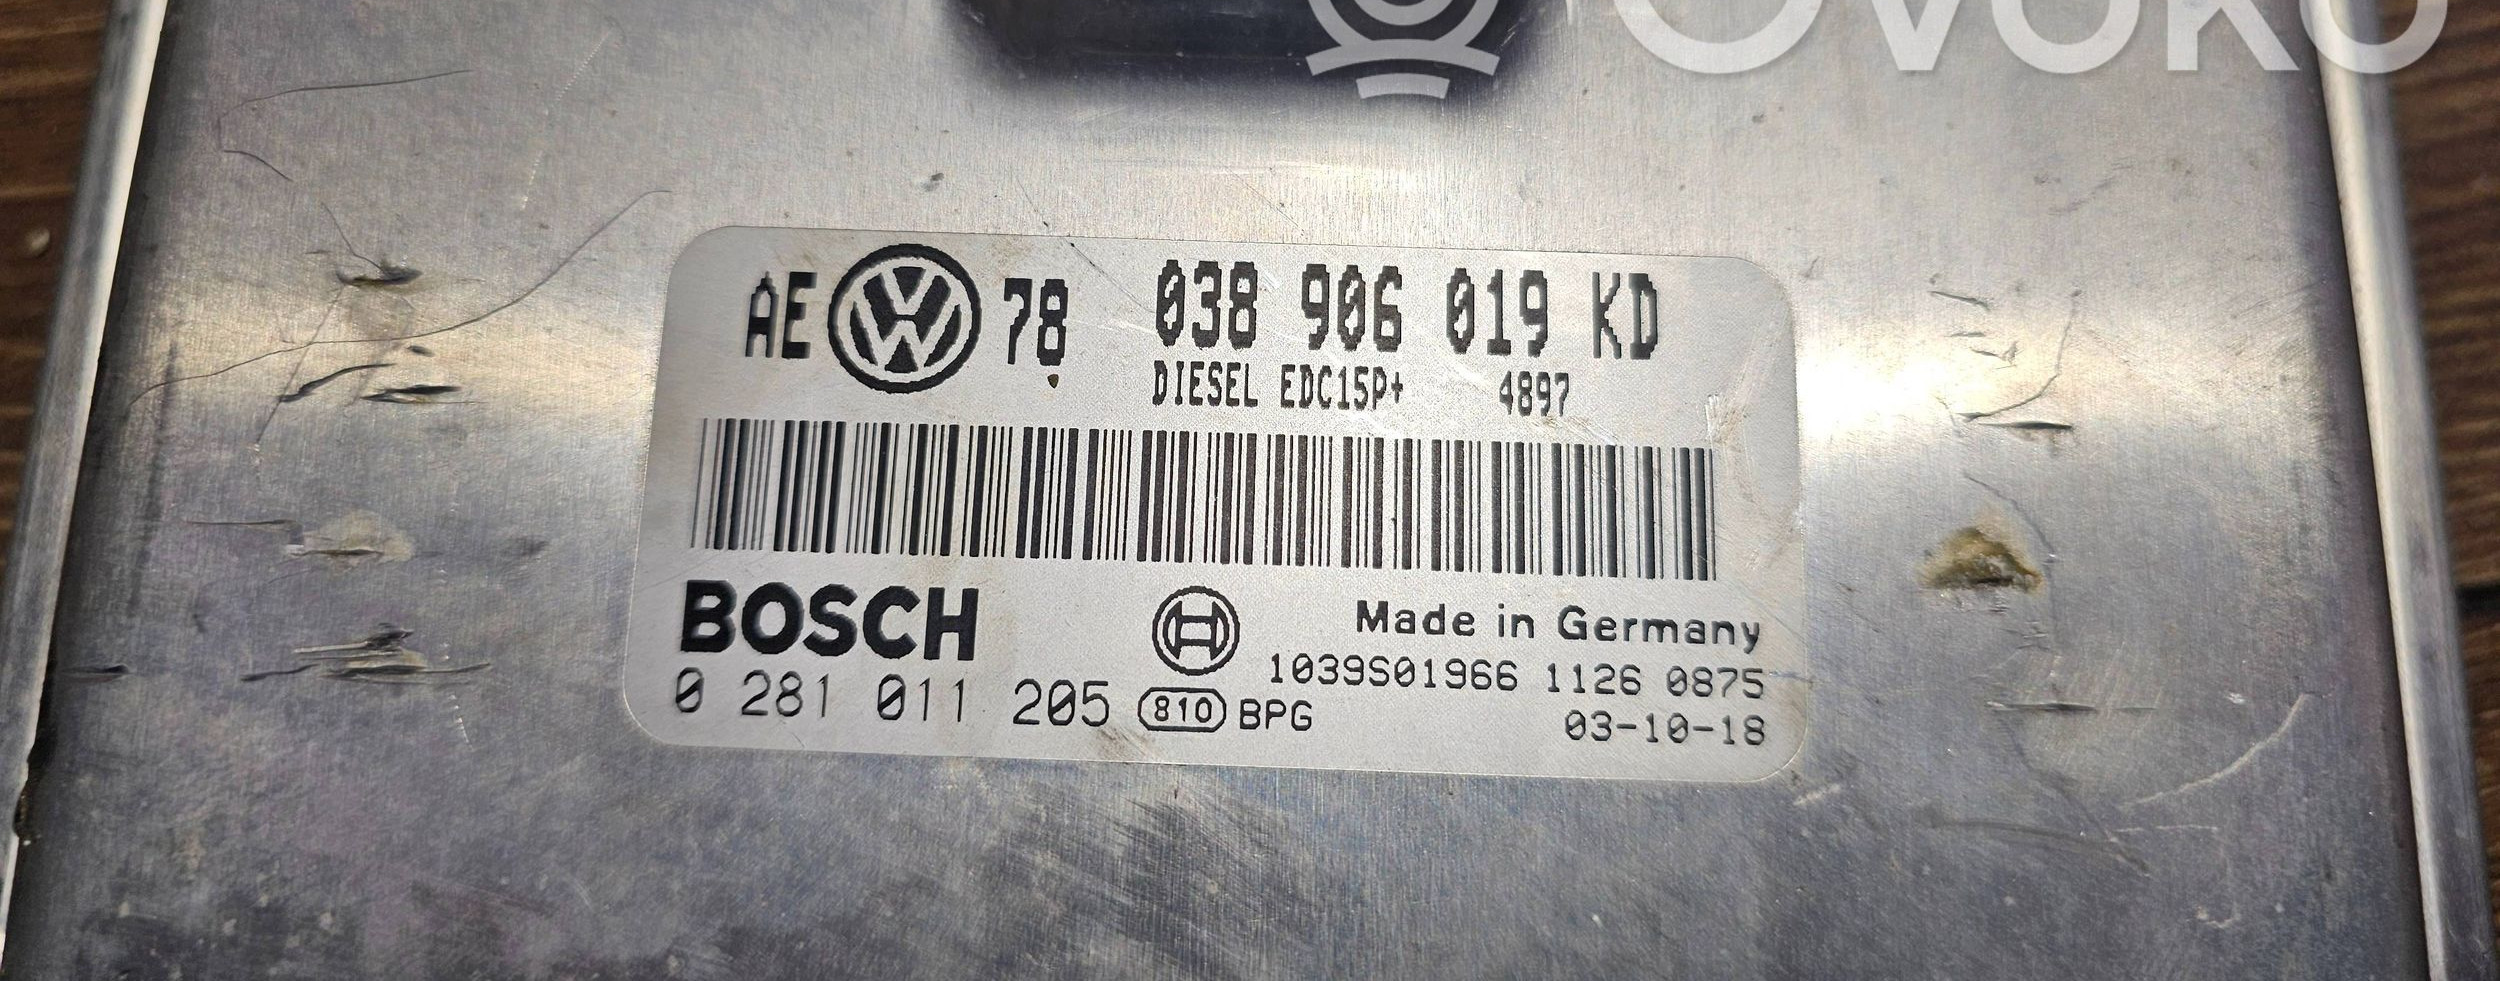 OVOKO
AE 78 038 906 019 KD
DIESEL EDC15P+ 4897
BOSCH
Made in Germany
1039S01966 1126 0875
0 281 011 205 810 BPG
03-10-18